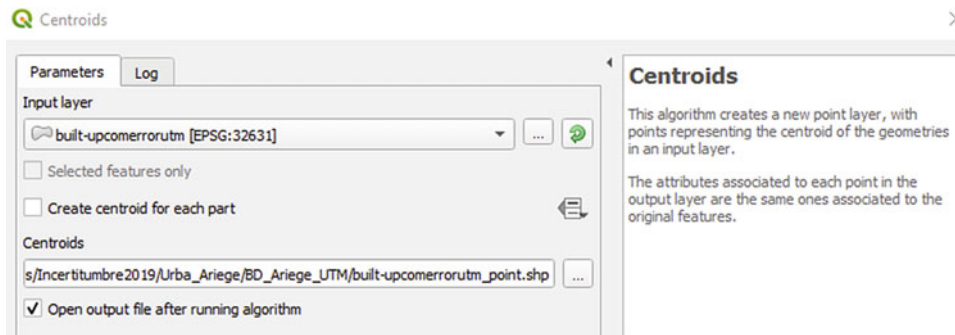 Centroids
Parameters
Log
Input layer
built-upcomerrorutm [EPSG:32631]
...
Selected features only
Create centroid for each part
Centroids
s/Incertitumbre2019/Urba_Ariege/BD_Ariege_UTM/built-upcomerrorutm_point.shp
...
Open output file after running algorithm
Centroids
This algorithm creates a new point layer, with
points representing the centroid of the geometries
in an input layer.
The attributes associated to each point in the
output layer are the same ones associated to the
original features.